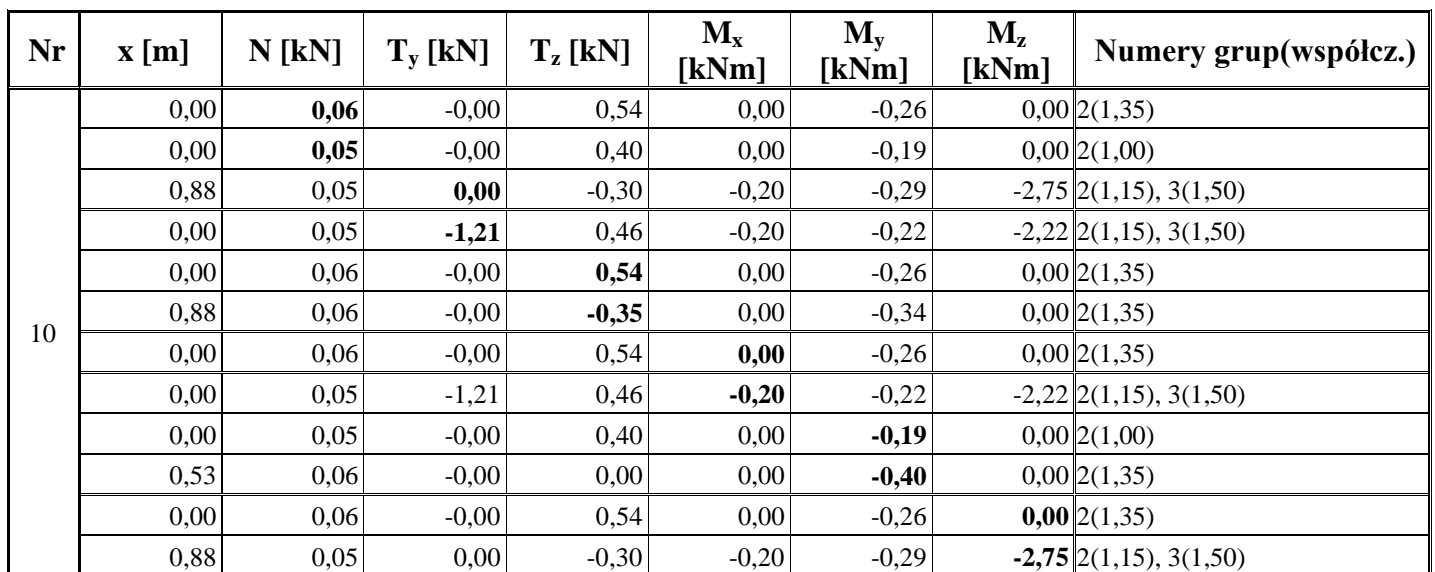 Nr x [m] N [kN] Ty [kN] Tz [kN] Mx [kNm] My [kNm] Mz [kNm] Numery grup(współcz.)
10
0,00 0,06 -0,00 0,54 0,00 -0,26 0,00 2(1,35)
0,00 0,05 -0,00 0,40 0,00 -0,19 0,00 2(1,00)
0,88 0,05 0,00 -0,30 -0,20 -0,29 -2,75 2(1,15), 3(1,50)
0,00 0,05 -1,21 0,46 -0,20 -0,22 -2,22 2(1,15), 3(1,50)
0,00 0,06 -0,00 0,54 0,00 -0,26 0,00 2(1,35)
0,88 0,06 -0,00 -0,35 0,00 -0,34 0,00 2(1,35)
0,00 0,06 -0,00 0,54 0,00 -0,26 0,00 2(1,35)
0,00 0,05 -1,21 0,46 -0,20 -0,22 -2,22 2(1,15), 3(1,50)
0,00 0,05 -0,00 0,40 0,00 -0,19 0,00 2(1,00)
0,53 0,06 -0,00 0,00 0,00 -0,40 0,00 2(1,35)
0,00 0,06 -0,00 0,54 0,00 -0,26 0,00 2(1,35)
0,88 0,05 0,00 -0,30 -0,20 -0,29 -2,75 2(1,15), 3(1,50)